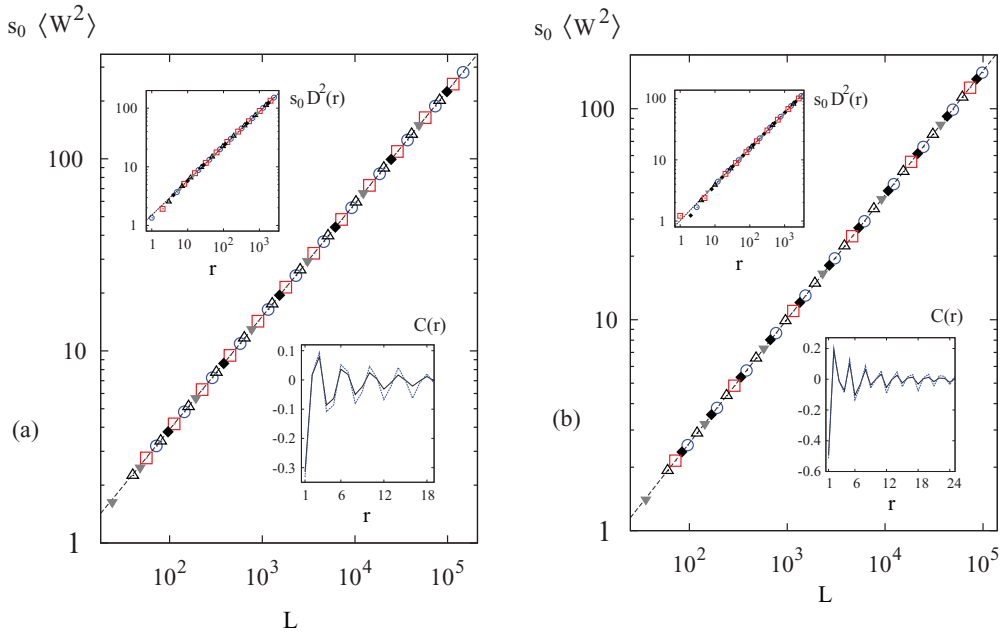 s₀ ⟨W²⟩
100
10
1
10² 10³ 10⁴ 10⁵
L
(a)
s₀ D²(r)
100
10
1
1 10 10² 10³
r
C(r)
0.1
0
-0.1
-0.2
-0.3
1 6 12 18
r
s₀ ⟨W²⟩
100
10
1
10² 10³ 10⁴ 10⁵
L
(b)
s₀ D²(r)
100
10
1
1 10 10² 10³
r
C(r)
0.2
0
-0.2
-0.4
-0.6
1 6 12 18 24
r